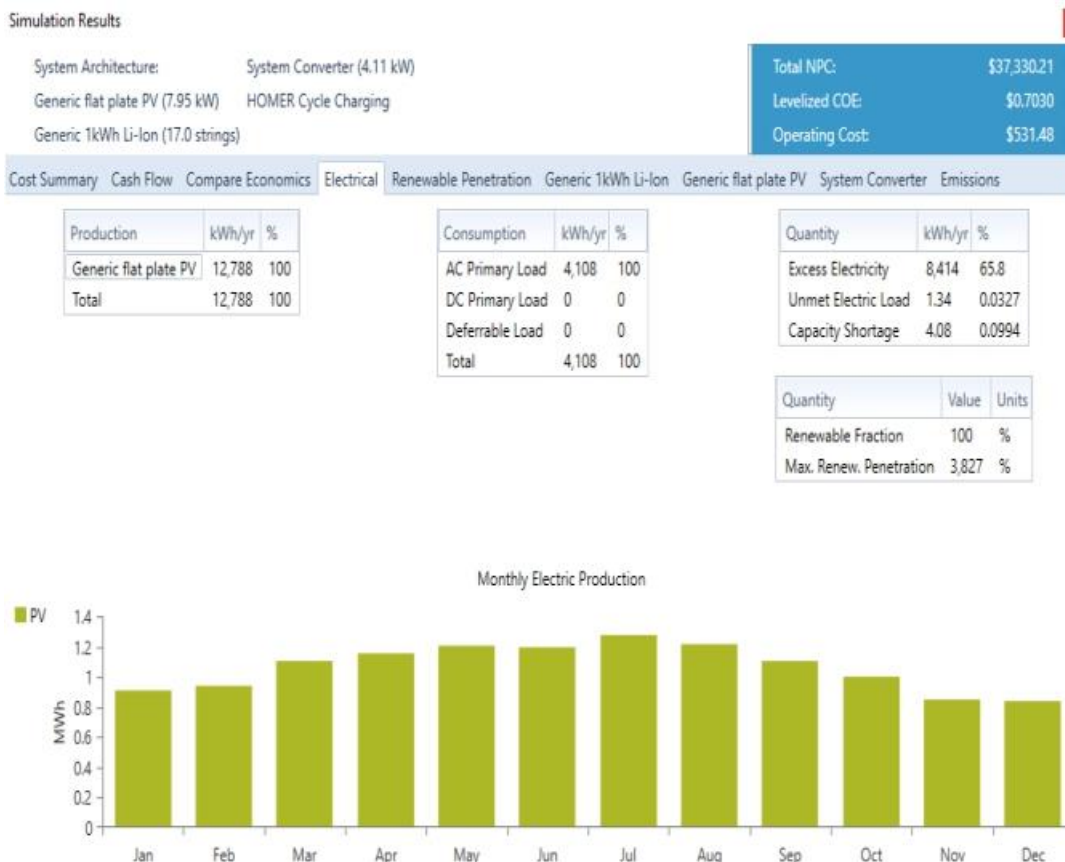 Simulation Results
System Architecture: System Converter (4.11 kW)
Generic flat plate PV (7.95 kW) HOMER Cycle Charging
Generic 1kWh Li-Ion (17.0 strings)
Total NPC: $37,330.21
Levelized COE: $0.7030
Operating Cost: $531.48
Cost Summary Cash Flow Compare Economics Electrical Renewable Penetration Generic 1kWh Li-Ion Generic flat plate PV System Converter Emissions
Production kWh/yr %
Generic flat plate PV 12,788 100
Total 12,788 100
Consumption kWh/yr %
AC Primary Load 4,108 100
DC Primary Load 0 0
Deferrable Load 0 0
Total 4,108 100
Quantity kWh/yr %
Excess Electricity 8,414 65.8
Unmet Electric Load 1.34 0.0327
Capacity Shortage 4.08 0.0994
Quantity Value Units
Renewable Fraction 100 %
Max. Renew. Penetration 3,827 %
Monthly Electric Production
PV
MWh
1.4
1.2
1
0.8
0.6
0.4
0.2
0
Jan Feb Mar Apr May Jun Jul Aug Sep Oct Nov Dec